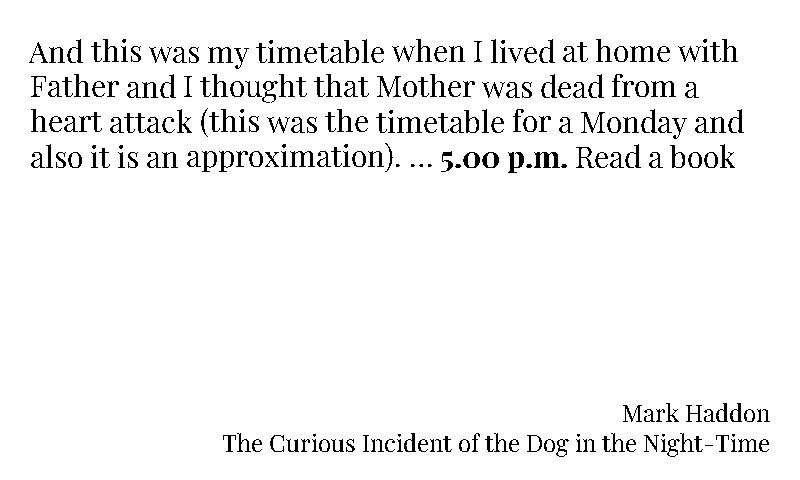 And this was my timetable when I lived at home with
Father and I thought that Mother was dead from a
heart attack (this was the timetable for a Monday and
also it is an approximation). ... 5.00 p.m. Read a book
Mark Haddon
The Curious Incident of the Dog in the Night-Time